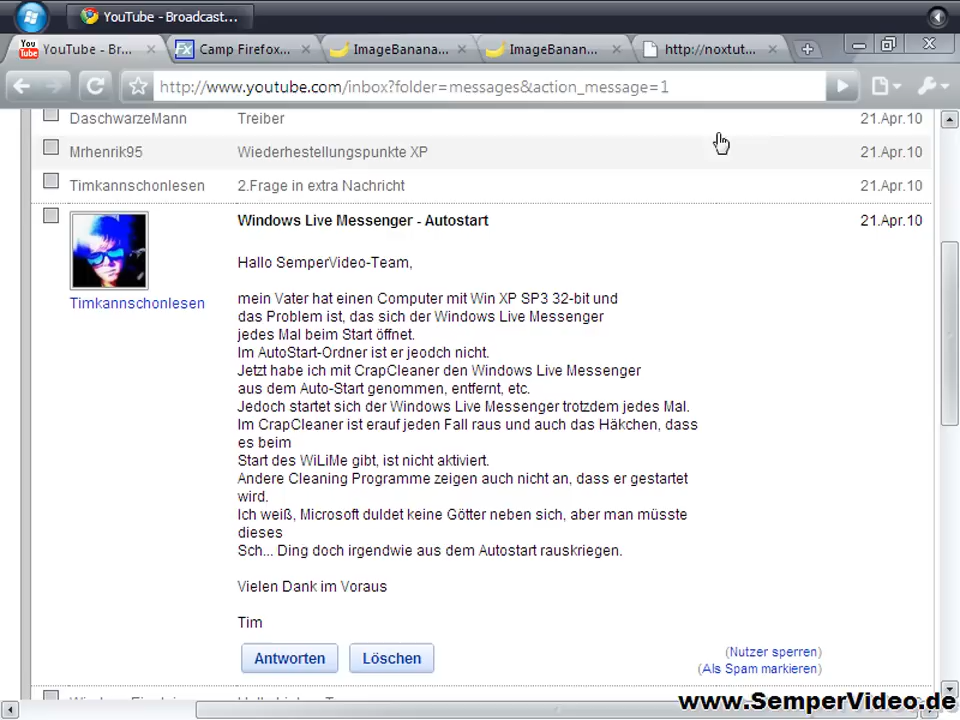 YouTube - Broadcast...
YouTube - Br...
Camp Firefox...
ImageBanana...
ImageBanan...
http://noxtut...
http://www.youtube.com/inbox?folder=messages&action_message=1
DaschwarzeMann Treiber 21.Apr.10
Mrhenrik95 Wiederhestellungspunkte XP 21.Apr.10
Timkannschonlesen 2.Frage in extra Nachricht 21.Apr.10
Windows Live Messenger - Autostart 21.Apr.10
Timkannschonlesen
Hallo SemperVideo-Team,
mein Vater hat einen Computer mit Win XP SP3 32-bit und
das Problem ist, das sich der Windows Live Messenger
jedes Mal beim Start öffnet.
Im AutoStart-Ordner ist er jeodch nicht.
Jetzt habe ich mit CrapCleaner den Windows Live Messenger
aus dem Auto-Start genommen, entfernt, etc.
Jedoch startet sich der Windows Live Messenger trotzdem jedes Mal.
Im CrapCleaner ist erauf jeden Fall raus und auch das Häkchen, dass
es beim
Start des WiLiMe gibt, ist nicht aktiviert.
Andere Cleaning Programme zeigen auch nicht an, dass er gestartet
wird.
Ich weiß, Microsoft duldet keine Götter neben sich, aber man müsste
dieses
Sch... Ding doch irgendwie aus dem Autostart rauskriegen.
Vielen Dank im Voraus
Tim
Antworten Löschen
(Nutzer sperren)
(Als Spam markieren)
www.SemperVideo.de